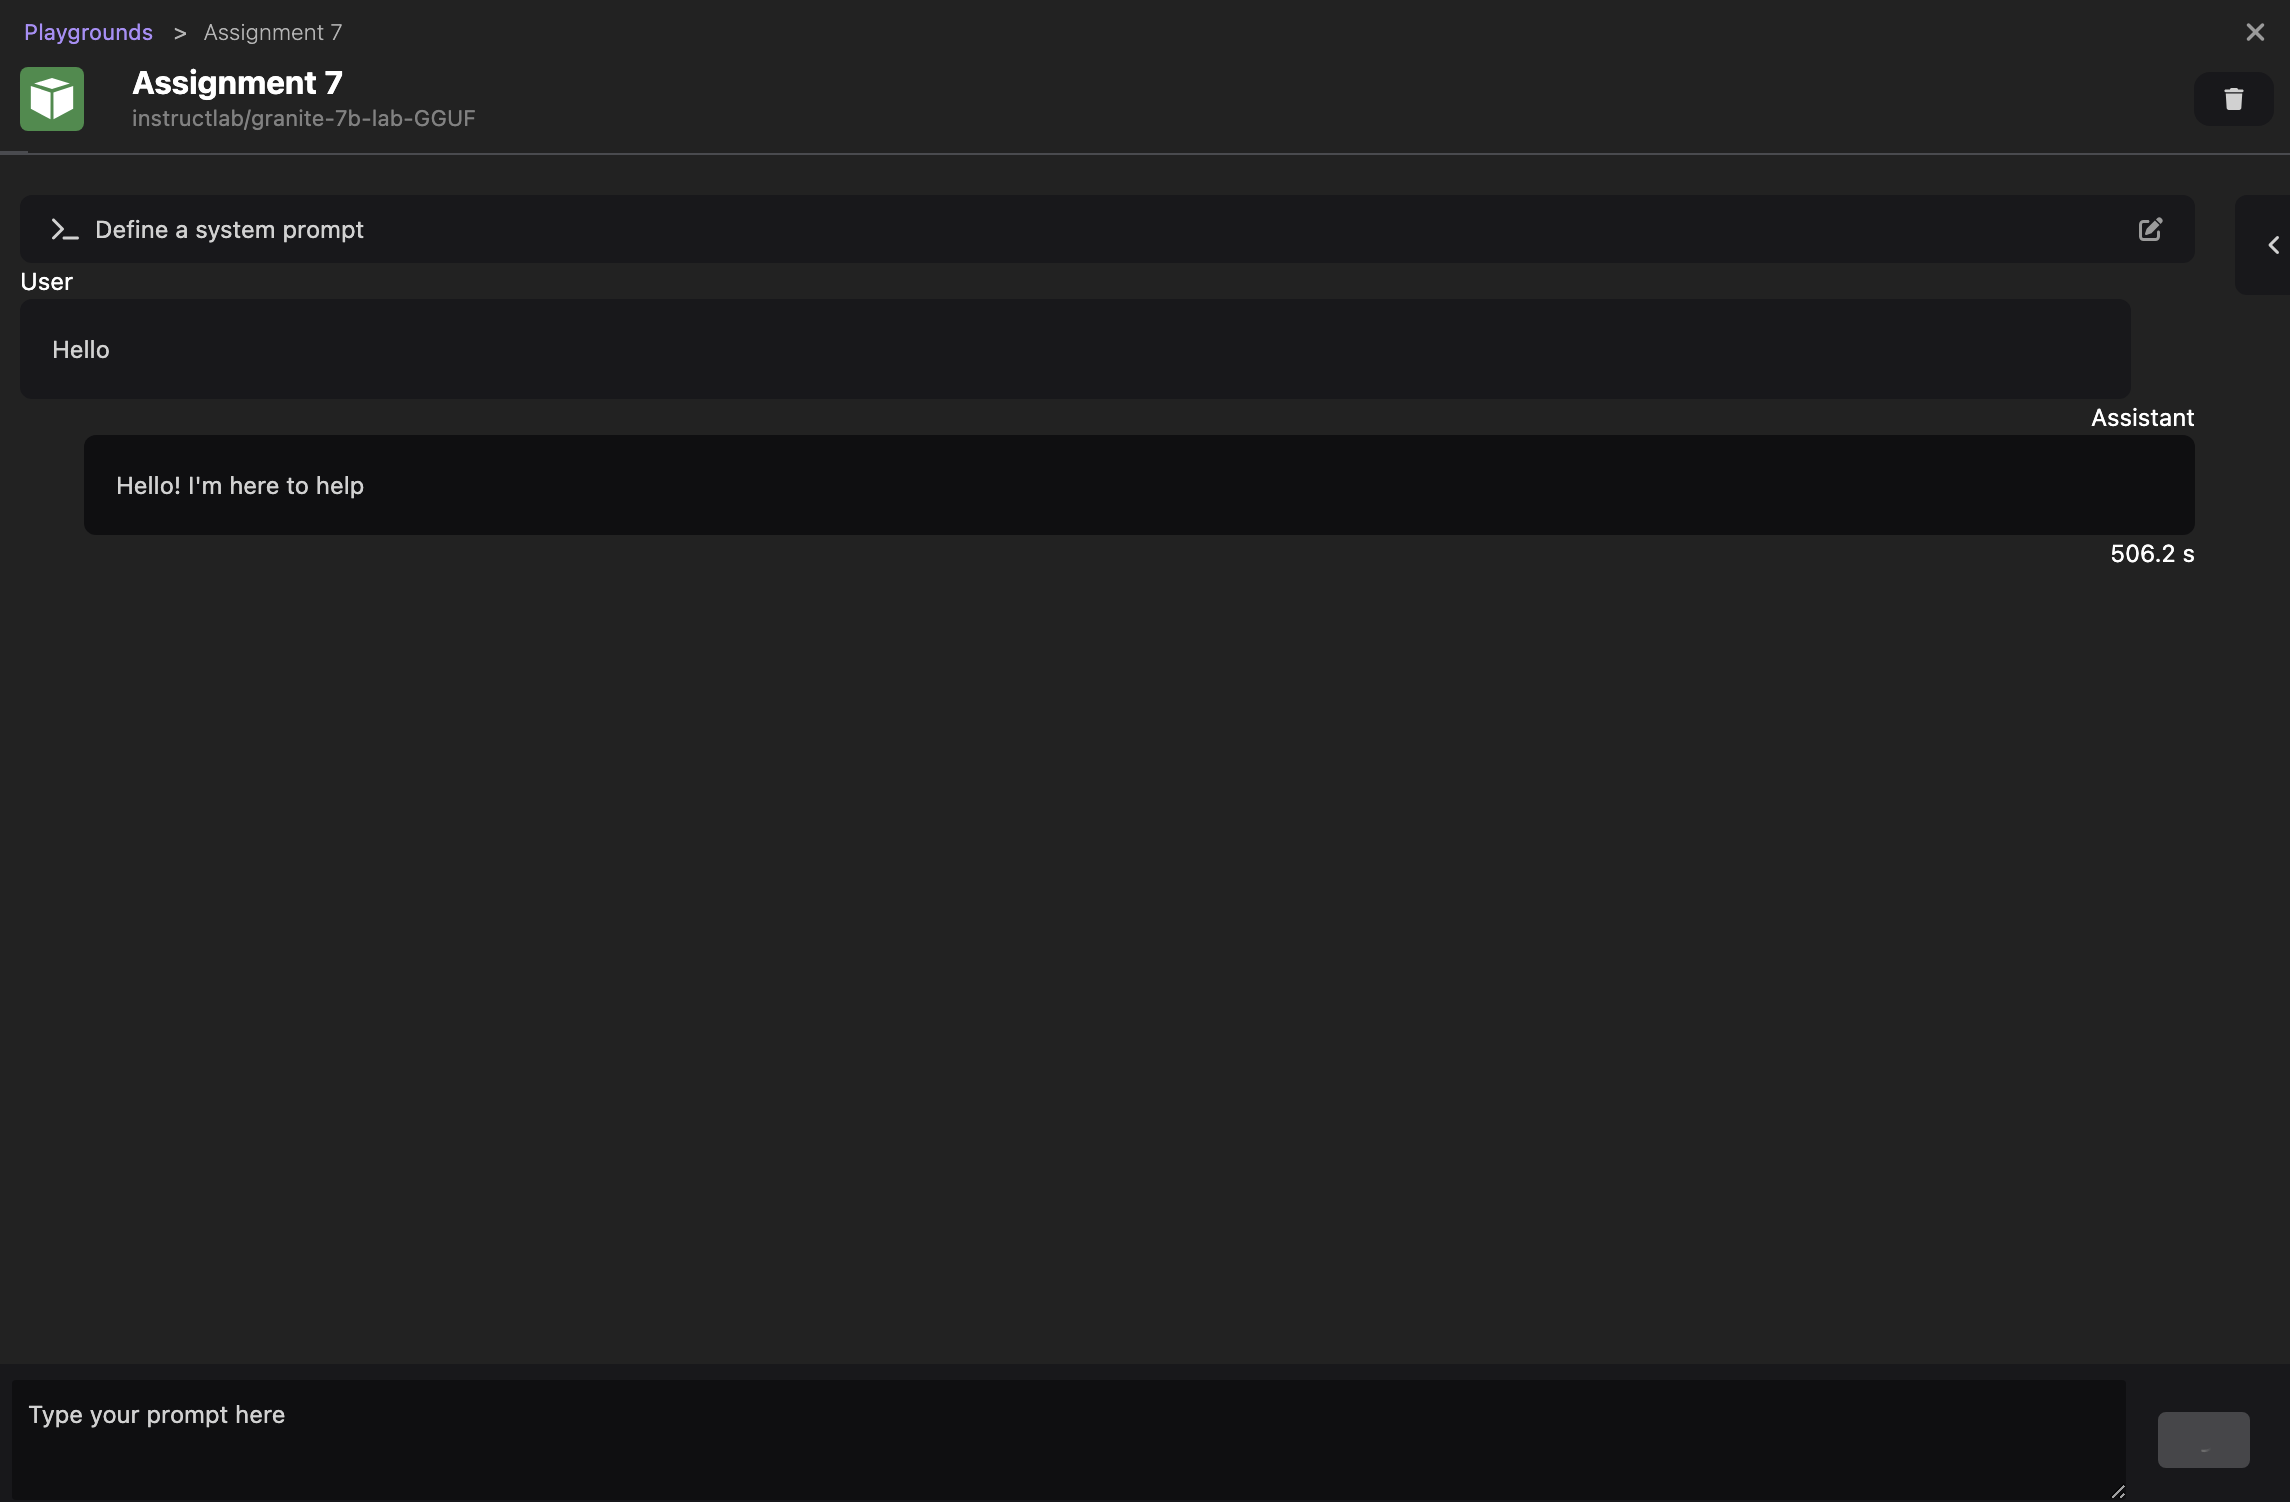 Playgrounds > Assignment 7
Assignment 7
instructlab/granite-7b-lab-GGUF
Define a system prompt
User
Hello
Assistant
Hello! I'm here to help
506.2 s
Type your prompt here